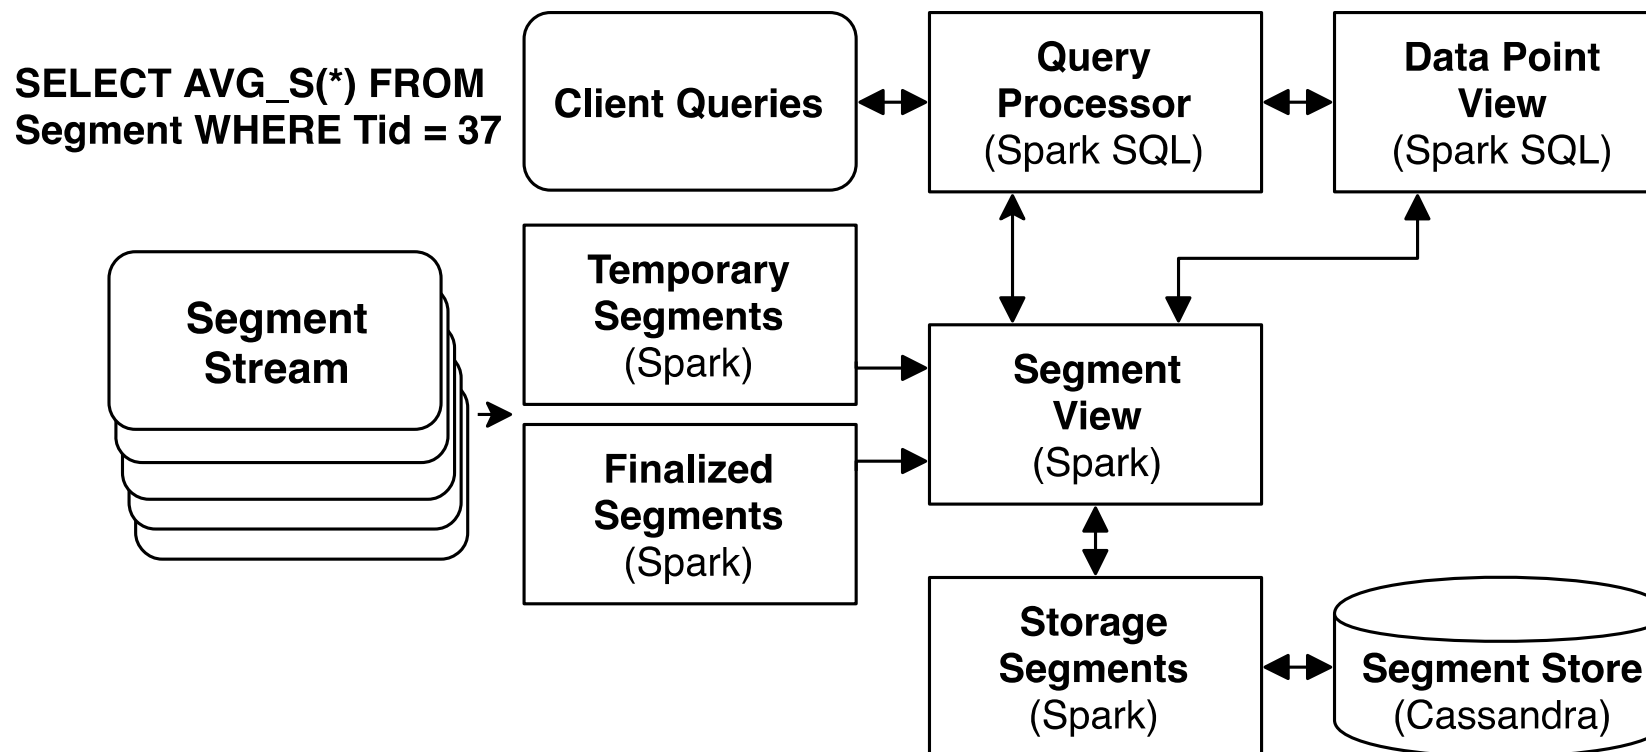 SELECT AVG_S(*) FROM
Segment WHERE Tid = 37
Client Queries
Query
Processor
(Spark SQL)
Data Point
View
(Spark SQL)
Segment
Stream
Temporary
Segments
(Spark)
Finalized
Segments
(Spark)
Segment
View
(Spark)
Storage
Segments
(Spark)
Segment Store
(Cassandra)